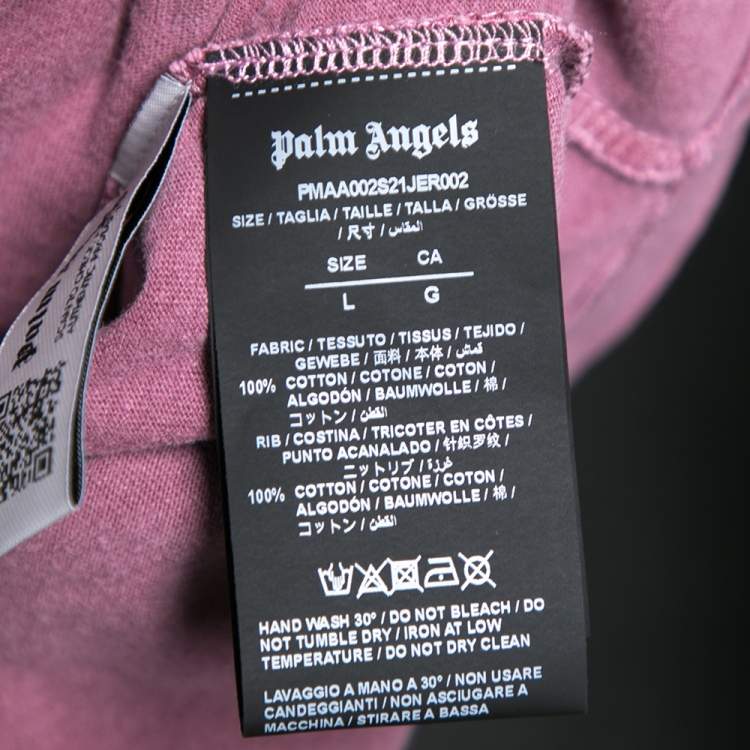 Palm Angels
PMAA002S21JER002
SIZE / TAGLIA / TAILLE / TALLA / GRÖSSE
/ 尺寸 / المقاس
SIZE CA
L G
FABRIC / TESSUTO / TISSUS / TEJIDO /
GEWEBE / 面料 / 本体 / قماش
100% COTTON / COTONE / COTON /
ALGODÓN / BAUMWOLLE / 棉 /
コットン / القطن
RIB / COSTINA / TRICOTER EN CÔTES /
PUNTO ACANALADO / 针织罗纹 /
ニットリブ / غرزة
100% COTTON / COTONE / COTON /
ALGODÓN / BAUMWOLLE / 棉 /
コットン / القطن
HAND WASH 30° / DO NOT BLEACH / DO
NOT TUMBLE DRY / IRON AT LOW
TEMPERATURE / DO NOT DRY CLEAN
LAVAGGIO A MANO A 30° / NON USARE
CANDEGGIANTI / NON ASCIUGARE A
MACCHINA / STIRARE A BASSA